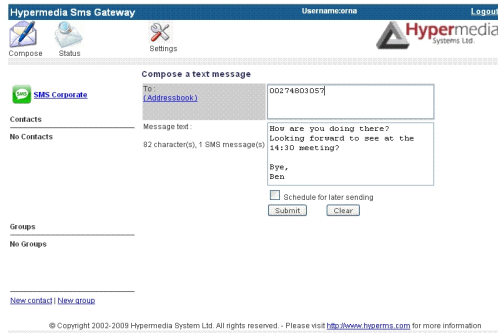 Hypermedia Sms Gateway
Username:orna
Logout
Compose
Status
Settings
Hypermedia
Systems Ltd.
Compose a text message
SMS
SMS Corporate
To :
(Addressbook)
00274803057
Contacts
No Contacts
Message text :
82 character(s), 1 SMS message(s)
How are you doing there?
Looking forward to see at the
14:30 meeting?
Bye,
Ben
Schedule for later sending
Submit
Clear
Groups
No Groups
New contact | New group
© Copyright 2002-2009 Hypermedia System Ltd. All rights reserved. - Please visit http://www.hyperms.com for more information